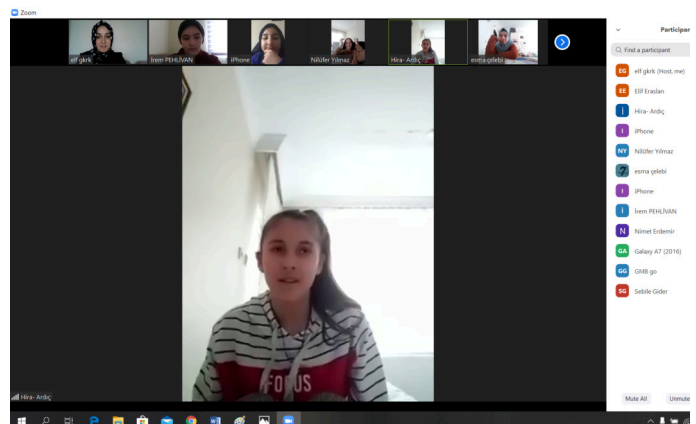 Zoom
elf gkrk
İrem PEHLİVAN
iPhone
Nilüfer Yılmaz
Hira- Ardıç
esma çelebi
Participan
Find a participant
EG elf gkrk (Host, me)
EE Elif Eraslan
Hira- Ardıç
I iPhone
NY Nilüfer Yılmaz
esma çelebi
I iPhone
İrem PEHLİVAN
N Nimet Erdemir
GA Galaxy A7 (2016)
GG GMB go
SG Sebile Gider
FOCUS
Hira- Ardıç
Mute All
Unmute